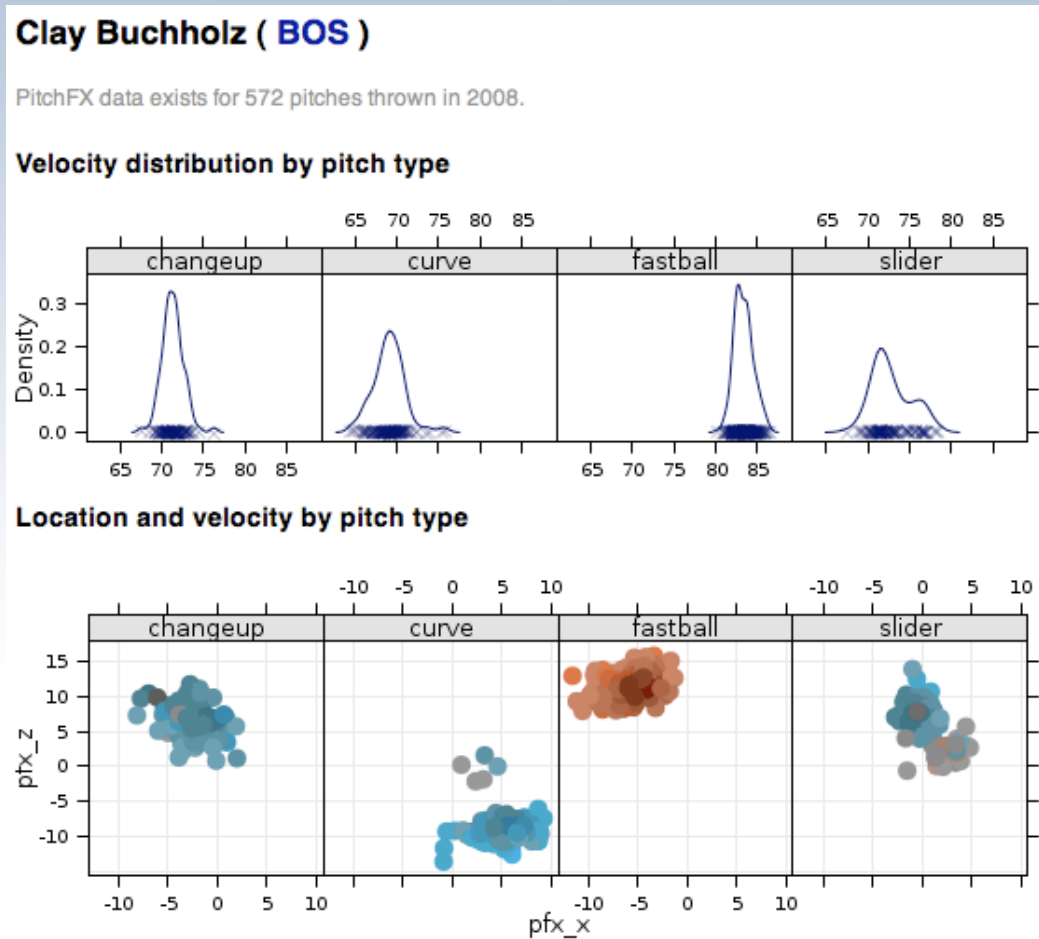 Clay Buchholz ( BOS )
PitchFX data exists for 572 pitches thrown in 2008.
Velocity distribution by pitch type
65 70 75 80 85 65 70 75 80 85
changeup curve fastball slider
Density
0.3
0.2
0.1
0.0
65 70 75 80 85 65 70 75 80 85
Location and velocity by pitch type
-10 -5 0 5 10 -10 -5 0 5 10
changeup curve fastball slider
pfx_z
15
10
5
0
-5
-10
-10 -5 0 5 10 -10 -5 0 5 10
pfx_x